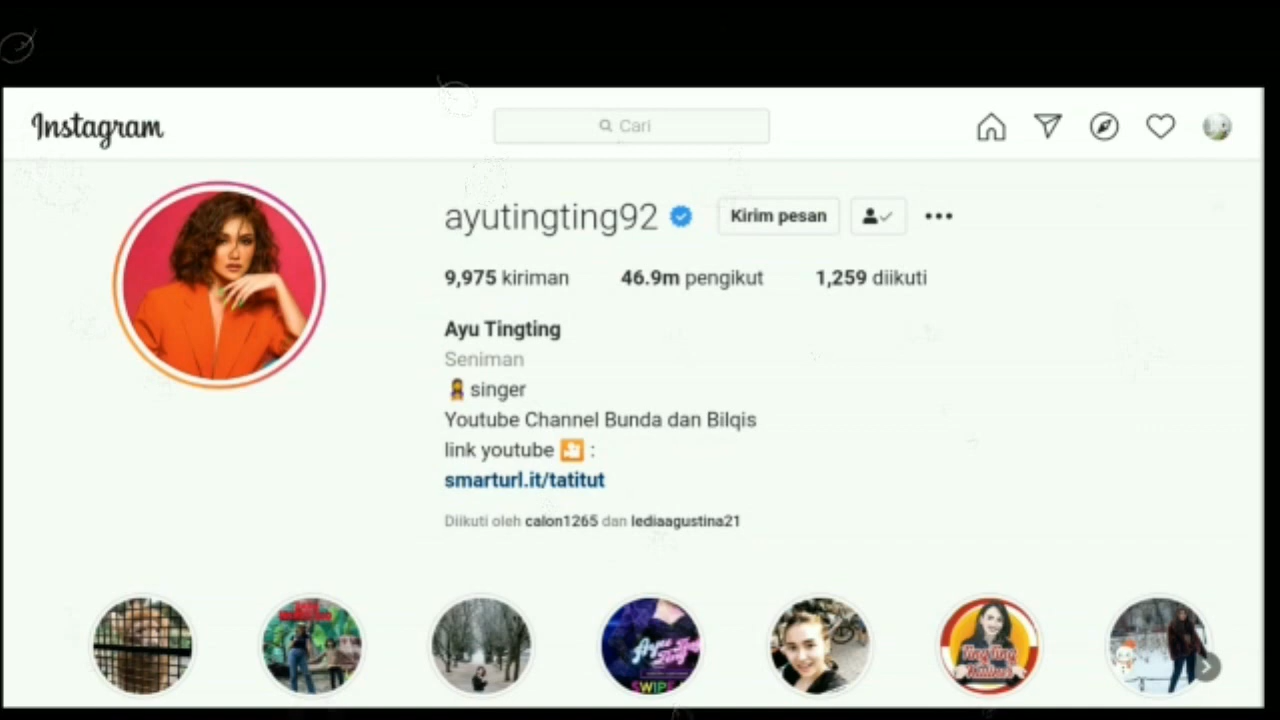 Instagram
Cari
ayutingting92
Kirim pesan
9,975 kiriman
46.9m pengikut
1,259 diikuti
Ayu Tingting
Seniman
singer
Youtube Channel Bunda dan Bilqis
link youtube :
smarturl.it/tatitut
Diikuti oleh calon1265 dan lediaagustina21
SWIPE